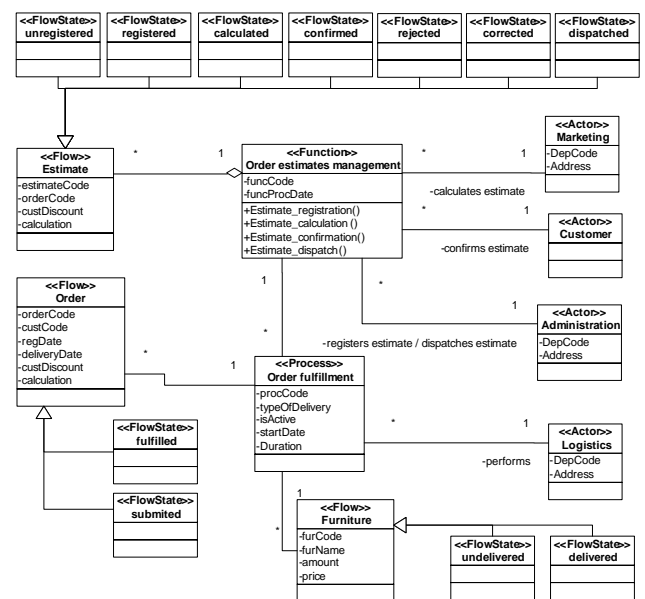 <<FlowState>>
unregistered
<<FlowState>>
registered
<<FlowState>>
calculated
<<FlowState>>
confirmed
<<FlowState>>
rejected
<<FlowState>>
corrected
<<FlowState>>
dispatched
<<Flow>>
Estimate
-estimateCode
-orderCode
-custDiscount
-calculation
*
1
<<Function>>
Order estimates management
-funcCode
-funcProcDate
+Estimate_registration()
+Estimate_calculation ()
+Estimate_confirmation()
+Estimate_dispatch()
*
1
-calculates estimate
<<Actor>>
Marketing
-DepCode
-Address
*
1
-confirms estimate
<<Actor>>
Customer
1
*
*
1
-registers estimate / dispatches estimate
<<Actor>>
Administration
-DepCode
-Address
<<Flow>>
Order
-orderCode
-custCode
-regDate
-deliveryDate
-custDiscount
-calculation
*
1
<<Process>>
Order fulfillment
-procCode
-typeOfDelivery
-isActive
-startDate
-Duration
*
1
-performs
<<Actor>>
Logistics
-DepCode
-Address
<<FlowState>>
fulfilled
<<FlowState>>
submited
1
*
<<Flow>>
Furniture
-furCode
-furName
-amount
-price
<<FlowState>>
undelivered
<<FlowState>>
delivered